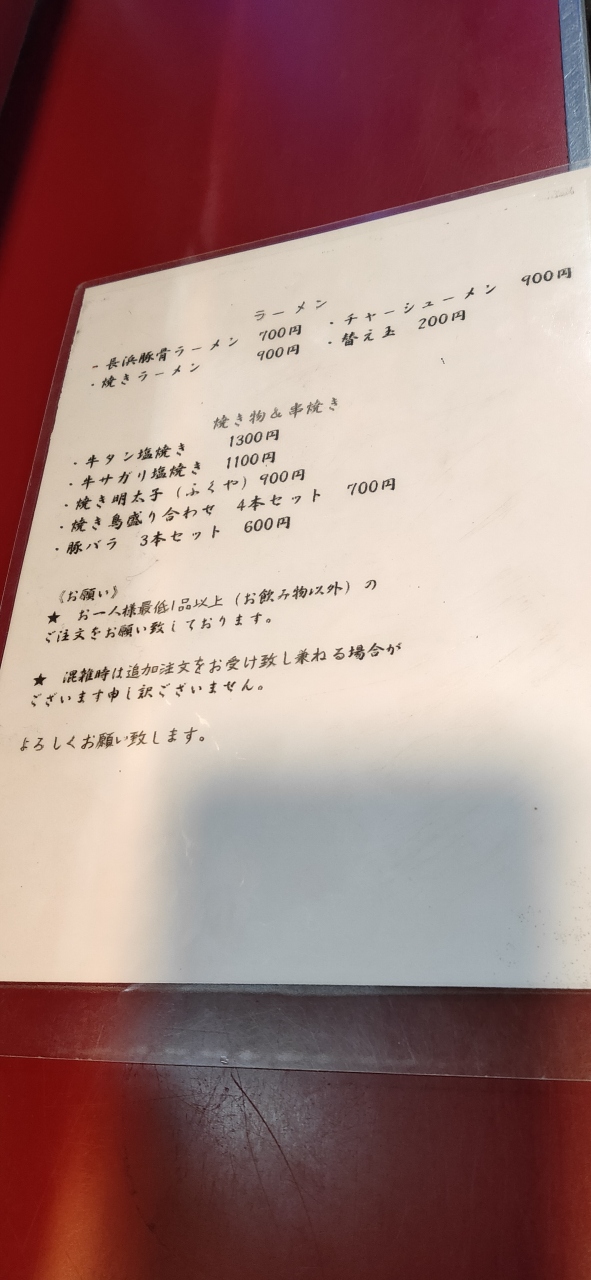 ラーメン
・長浜豚骨ラーメン 700円 ・チャーシューメン 900円
・焼きラーメン 900円 ・替え玉 200円
焼き物&串焼き
・牛タン塩焼き 1300円
・牛サガリ塩焼き 1100円
・焼き明太子(ふくや)900円
・焼き鳥盛り合わせ 4本セット 700円
・豚バラ 3本セット 600円
《お願い》
★ お一人様最低1品以上(お飲み物以外)の
ご注文をお願い致しております。
★ 混雑時は追加注文をお受け致し兼ねる場合が
ございます申し訳ございません。
よろしくお願い致します。